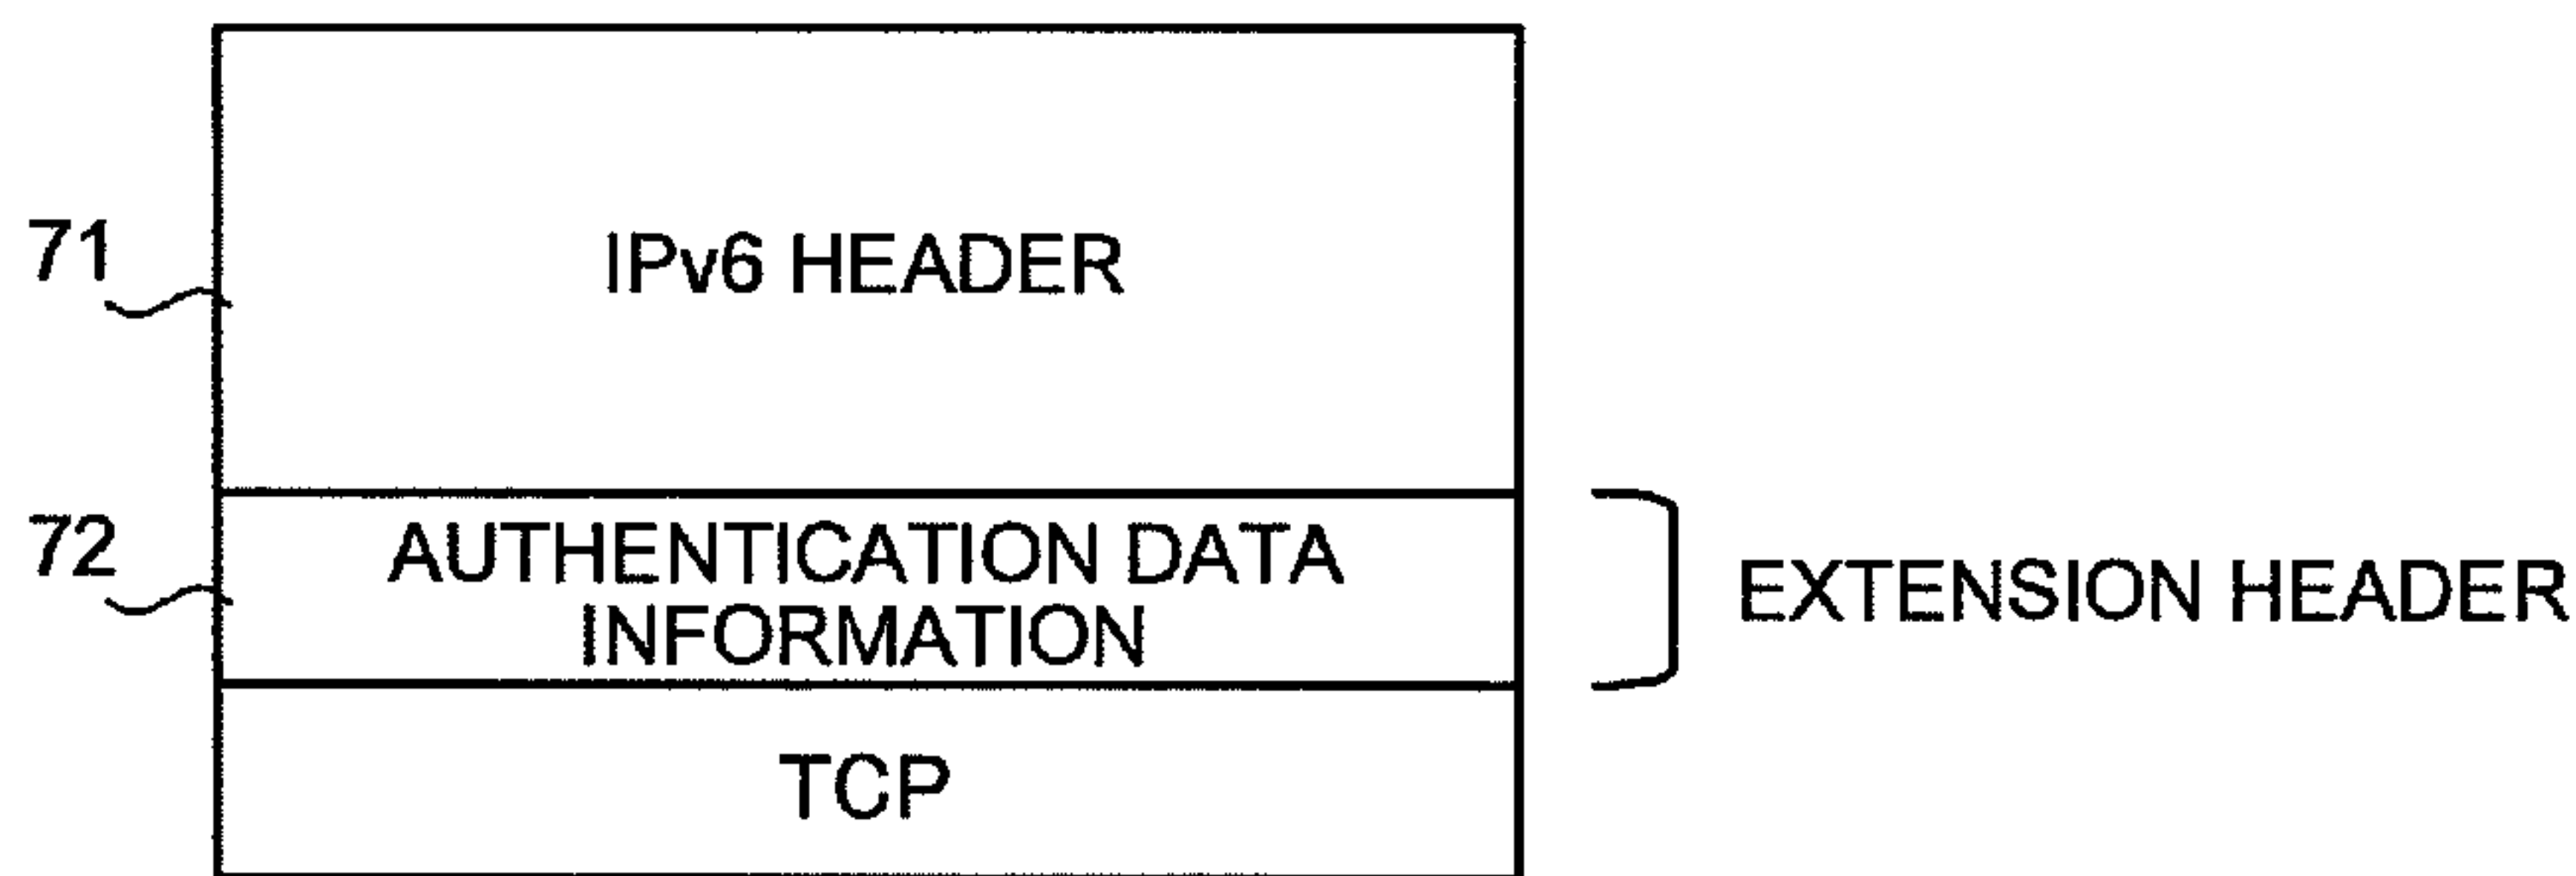 71
IPv6 HEADER
72
AUTHENTICATION DATA
INFORMATION
EXTENSION HEADER
TCP